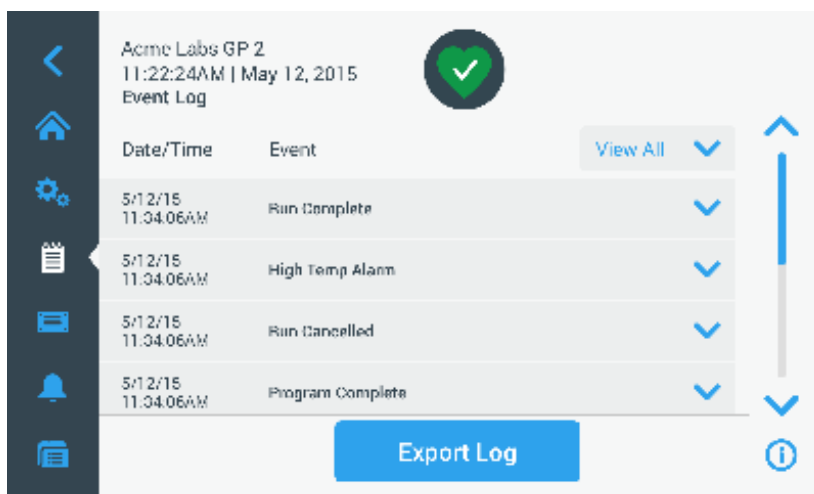 Acme Labs GP 2
11:22:24AM | May 12, 2015
Event Log
Date/Time Event View All
5/12/15
11:34:06AM
Run Complete
5/12/15
11:34:06AM
High Temp Alarm
5/12/15
11:34:06AM
Run Cancelled
5/12/15
11:34:06AM
Program Complete
Export Log